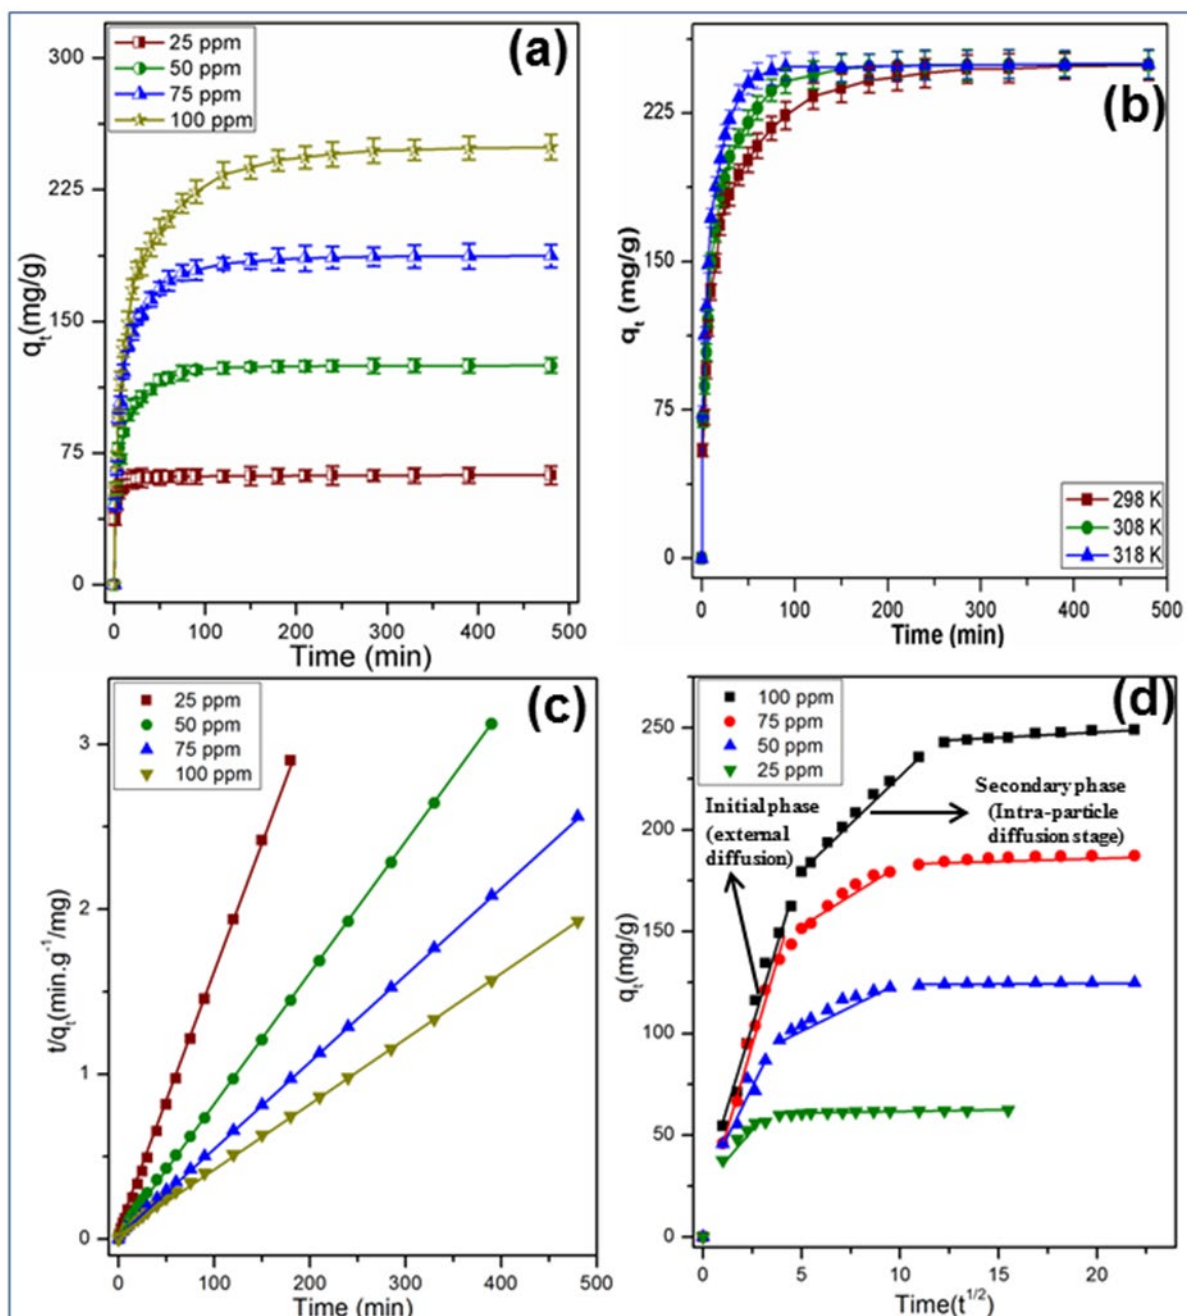 (a)
25 ppm
50 ppm
75 ppm
100 ppm
300
225
150
75
0
qt(mg/g)
0 100 200 300 400 500
Time (min)
(b)
225
150
75
0
qt (mg/g)
298 K
308 K
318 K
0 100 200 300 400 500
Time (min)
(c)
25 ppm
50 ppm
75 ppm
100 ppm
3
2
1
0
t/qt(min.g-1/mg)
0 100 200 300 400 500
Time (min)
(d)
100 ppm
75 ppm
50 ppm
25 ppm
250
200
150
100
50
0
qt(mg/g)
Initial phase
(external
diffusion)
Secondary phase
(Intra-particle
diffusion stage)
0 5 10 15 20
Time(t1/2)